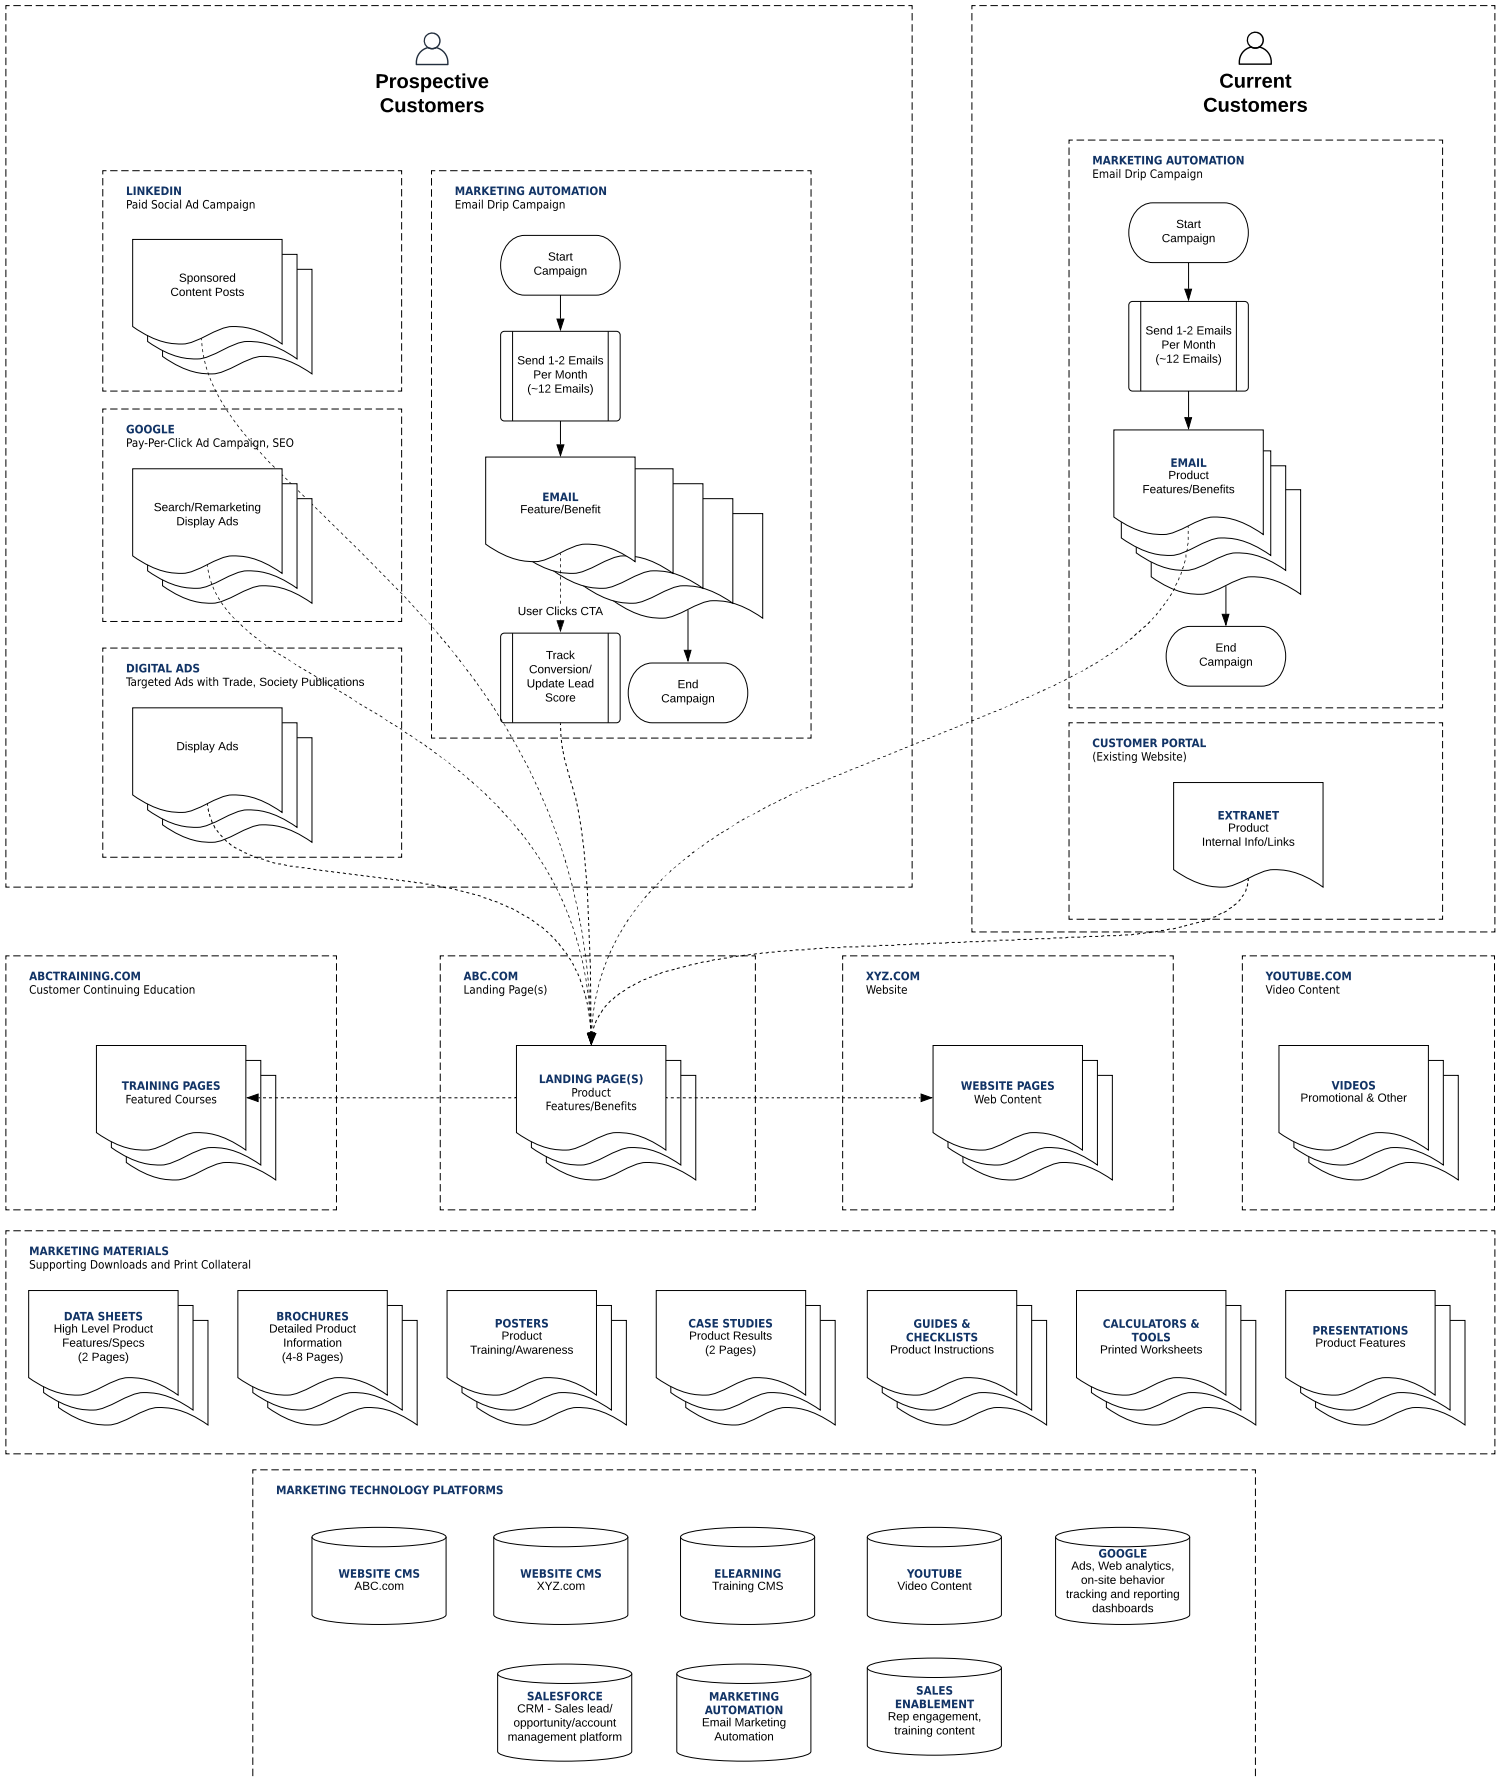 Prospective
Customers
LINKEDIN
Paid Social Ad Campaign
Sponsored
Content Posts
GOOGLE
Pay-Per-Click Ad Campaign, SEO
Search/Remarketing
Display Ads
DIGITAL ADS
Targeted Ads with Trade, Society Publications
Display Ads
MARKETING AUTOMATION
Email Drip Campaign
Start
Campaign
Send 1-2 Emails
Per Month
(~12 Emails)
EMAIL
Feature/Benefit
User Clicks CTA
Track
Conversion/
Update Lead
Score
End
Campaign
Current
Customers
MARKETING AUTOMATION
Email Drip Campaign
Start
Campaign
Send 1-2 Emails
Per Month
(~12 Emails)
EMAIL
Product
Features/Benefits
End
Campaign
CUSTOMER PORTAL
(Existing Website)
EXTRANET
Product
Internal Info/Links
ABCTRAINING.COM
Customer Continuing Education
TRAINING PAGES
Featured Courses
ABC.COM
Landing Page(s)
LANDING PAGE(S)
Product
Features/Benefits
XYZ.COM
Website
WEBSITE PAGES
Web Content
YOUTUBE.COM
Video Content
VIDEOS
Promotional & Other
MARKETING MATERIALS
Supporting Downloads and Print Collateral
DATA SHEETS
High Level Product
Features/Specs
(2 Pages)
BROCHURES
Detailed Product
Information
(4-8 Pages)
POSTERS
Product
Training/Awareness
CASE STUDIES
Product Results
(2 Pages)
GUIDES &
CHECKLISTS
Product Instructions
CALCULATORS &
TOOLS
Printed Worksheets
PRESENTATIONS
Product Features
MARKETING TECHNOLOGY PLATFORMS
WEBSITE CMS
ABC.com
WEBSITE CMS
XYZ.com
ELEARNING
Training CMS
YOUTUBE
Video Content
GOOGLE
Ads, Web analytics,
on-site behavior
tracking and reporting
dashboards
SALESFORCE
CRM - Sales lead/
opportunity/account
management platform
MARKETING
AUTOMATION
Email Marketing
Automation
SALES
ENABLEMENT
Rep engagement,
training content